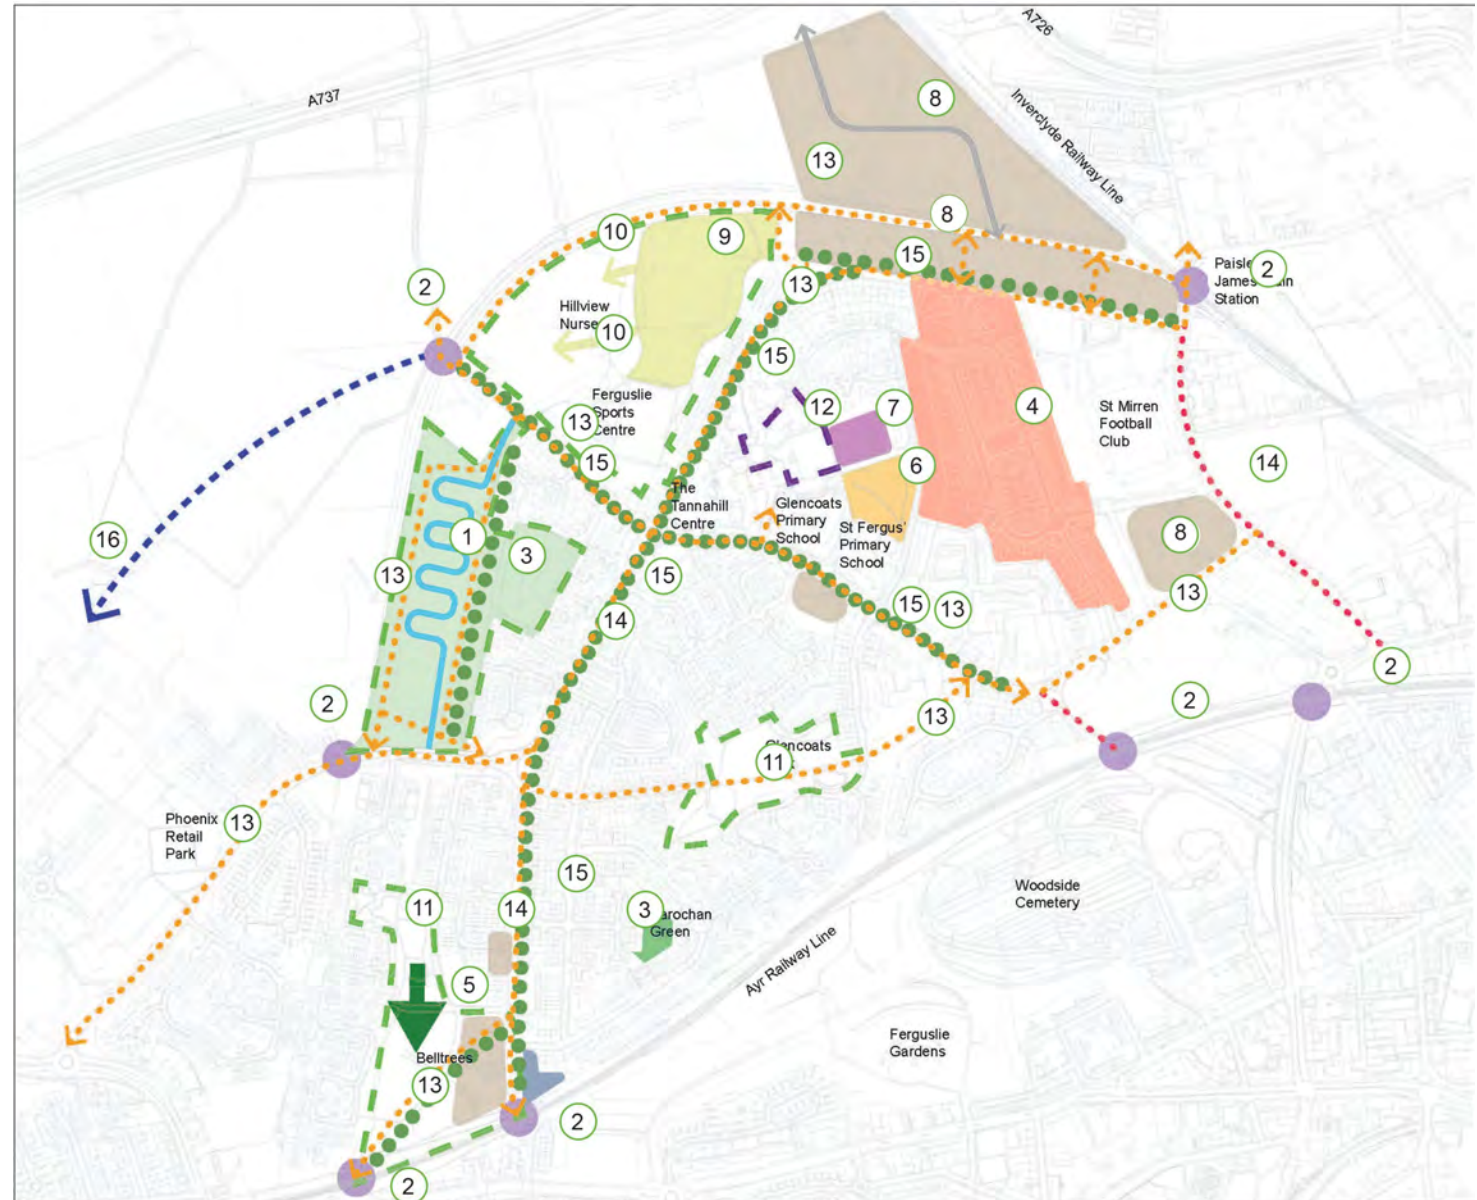 A726
A737
8
Inverclyde Railway Line
13
8
10
9
15
Paisle
James
in
Station
2
2
13
Hillview
Nurse
10
15
Ferguslie
Sports
Centre
13
12
7
4
St Mirren
Football
Club
15
6
14
The
Tannahill
Centre
Glencoats
Primary
School
St Fergus'
Primary
School
16
1
3
8
13
15
13
14
15
13
2
2
2
13
Glencoats
11
Phoenix
Retail
Park
13
15
11
14
3
arochan
Green
Woodside
Cemetery
Ayr Railway Line
5
Ferguslie
Gardens
Belltrees
13
2
2